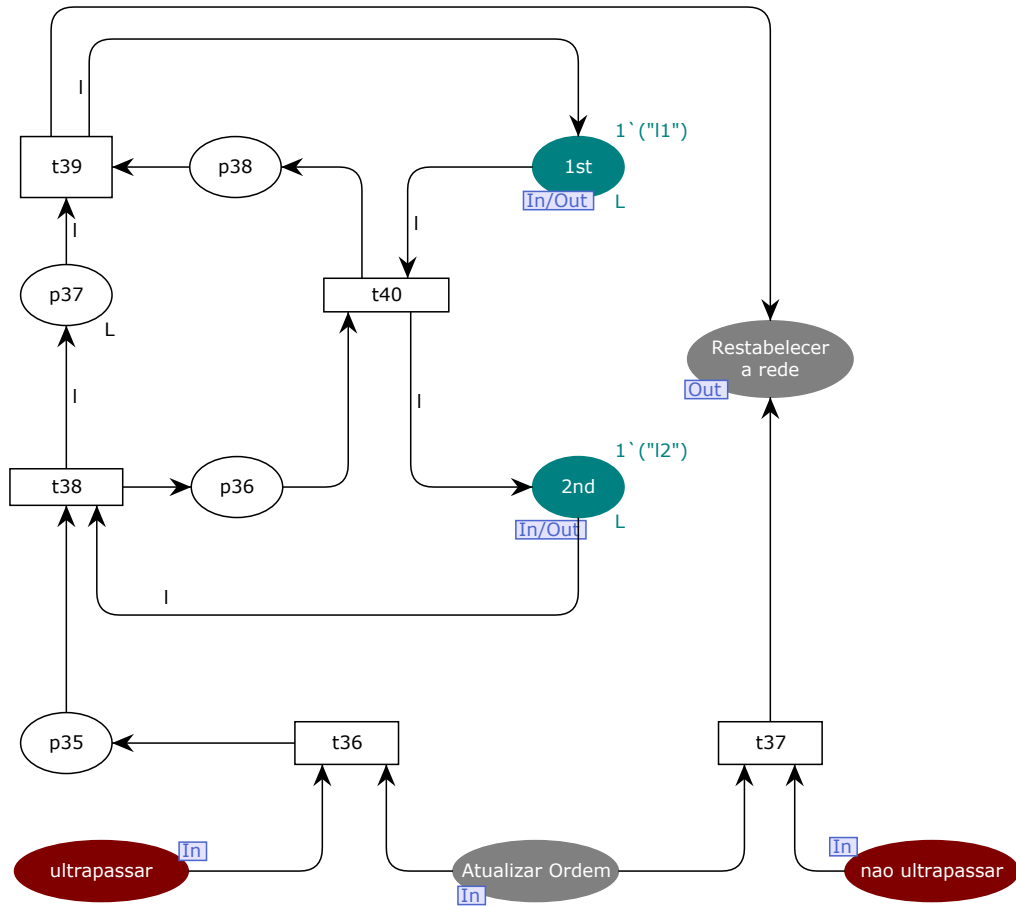 l
1`("l1")
t39
p38
1st
In/Out
L
l
l
p37
t40
L
Restabelecer
a rede
Out
l
l
1`("l2")
t38
p36
2nd
In/Out
L
l
p35
t36
t37
In
In
ultrapassar
Atualizar Ordem
nao ultrapassar
In